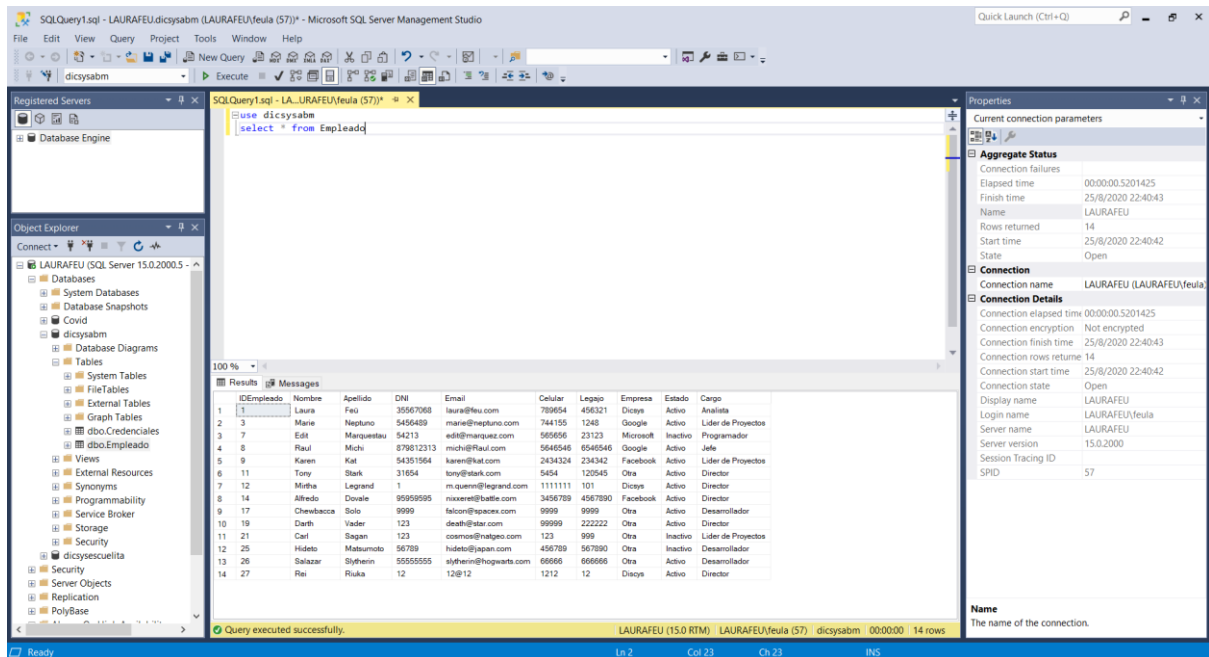 SQLQuery1.sql - LAURAFEU.dicsysabm (LAURAFEU\feula (57))* - Microsoft SQL Server Management Studio
Quick Launch (Ctrl+Q)
File Edit View Query Project Tools Window Help
New Query
dicsysabm
Execute
Registered Servers
Database Engine
Object Explorer
Connect
LAURAFEU (SQL Server 15.0.2000.5 -
Databases
System Databases
Database Snapshots
Covid
dicsysabm
Database Diagrams
Tables
System Tables
FileTables
External Tables
Graph Tables
dbo.Credenciales
dbo.Empleado
Views
External Resources
Synonyms
Programmability
Service Broker
Storage
Security
dicsysescuelita
Security
Server Objects
Replication
PolyBase
SQLQuery1.sql - LA...URAFEU\feula (57))*
use dicsysabm
select * from Empleado
100 %
Results Messages
IDEmpleado Nombre Apellido DNI Email Celular Legajo Empresa Estado Cargo
1 1 Laura Feü 35567068 laura@feu.com 789654 456321 Dicsys Activo Analista
2 3 Marie Neptuno 5456489 marie@neptuno.com 744155 1248 Google Activo Lider de Proyectos
3 7 Edit Marquestau 54213 edit@marquez.com 565656 23123 Microsoft Inactivo Programador
4 8 Raul Michi 879812313 michi@Raul.com 5646546 6546546 Google Activo Jefe
5 9 Karen Kat 54351564 karen@kat.com 2434324 234342 Facebook Activo Lider de Proyectos
6 11 Tony Stark 31654 tony@stark.com 5454 120545 Otra Activo Director
7 12 Mirtha Legrand 1 m.quenn@legrand.com 1111111 101 Dicsys Activo Director
8 14 Alfredo Dovale 95959595 nixxeret@battle.com 3456789 4567890 Facebook Activo Director
9 17 Chewbacca Solo 9999 falcon@spacex.com 9999 9999 Otra Activo Desarrollador
10 19 Darth Vader 123 death@star.com 99999 222222 Otra Activo Director
11 21 Carl Sagan 123 cosmos@natgeo.com 123 999 Otra Inactivo Lider de Proyectos
12 25 Hideto Matsumoto 56789 hideto@japan.com 456789 567890 Otra Inactivo Desarrollador
13 26 Salazar Slytherin 55555555 slytherin@hogwarts.com 66666 666666 Otra Activo Desarrollador
14 27 Rei Riuka 12 12@12 1212 12 Discys Activo Director
Query executed successfully.
LAURAFEU (15.0 RTM) LAURAFEU\feula (57) dicsysabm 00:00:00 14 rows
Properties
Current connection parameters
Aggregate Status
Connection failures
Elapsed time 00:00:00.5201425
Finish time 25/8/2020 22:40:43
Name LAURAFEU
Rows returned 14
Start time 25/8/2020 22:40:42
State Open
Connection
Connection name LAURAFEU (LAURAFEU\feula)
Connection Details
Connection elapsed time 00:00:00.5201425
Connection encryption Not encrypted
Connection finish time 25/8/2020 22:40:43
Connection rows returne 14
Connection start time 25/8/2020 22:40:42
Connection state Open
Display name LAURAFEU
Login name LAURAFEU\feula
Server name LAURAFEU
Server version 15.0.2000
Session Tracing ID
SPID 57
Name
The name of the connection.
Ready
Ln 2 Col 23 Ch 23 INS